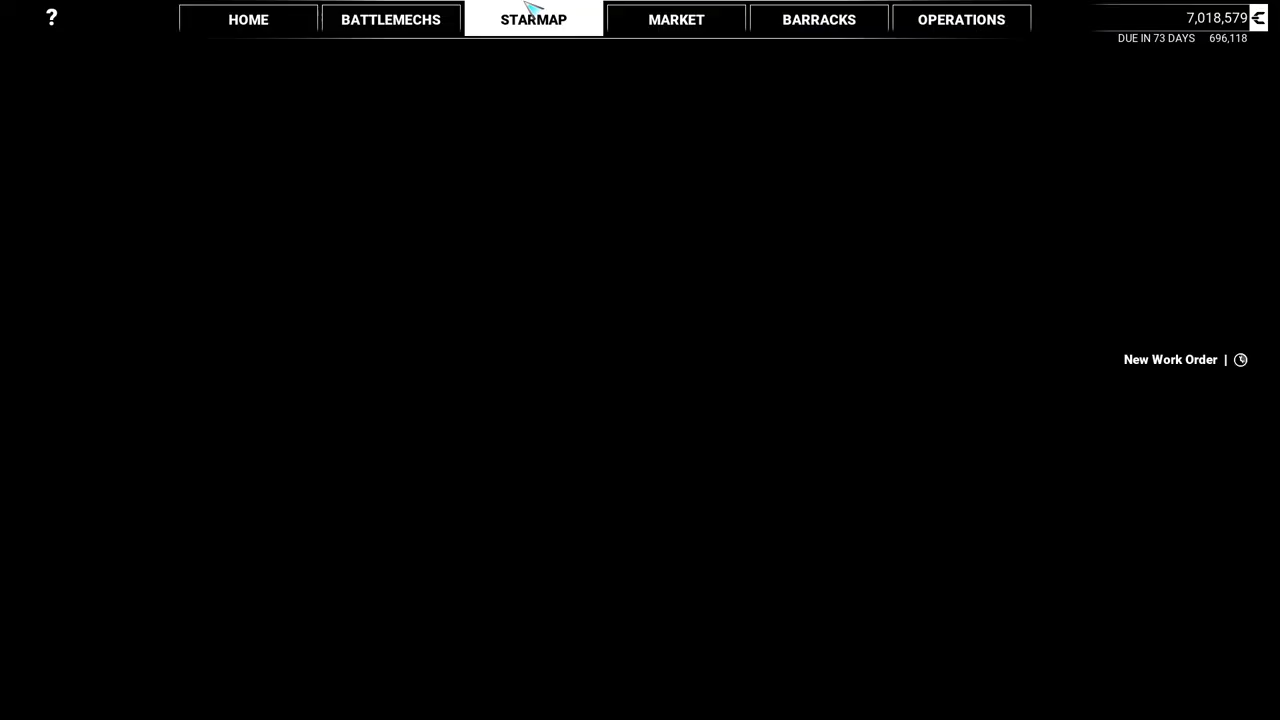 ?
HOME
BATTLEMECHS
STARMAP
MARKET
BARRACKS
OPERATIONS
7,018,579
DUE IN 73 DAYS 696,118
New Work Order |